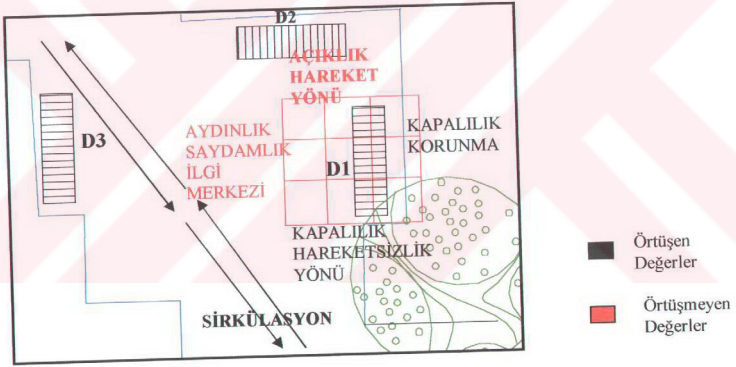 D2
AÇIKLIK
HAREKET
YÖNÜ
D3
AYDINLIK
SAYDAMLIK
İLGİ
MERKEZİ
D1
KAPALILIK
KORUNMA
KAPALILIK
HAREKETSİZLİK
YÖNÜ
SİRKÜLASYON
Örtüşen
Değerler
Örtüşmeyen
Değerler